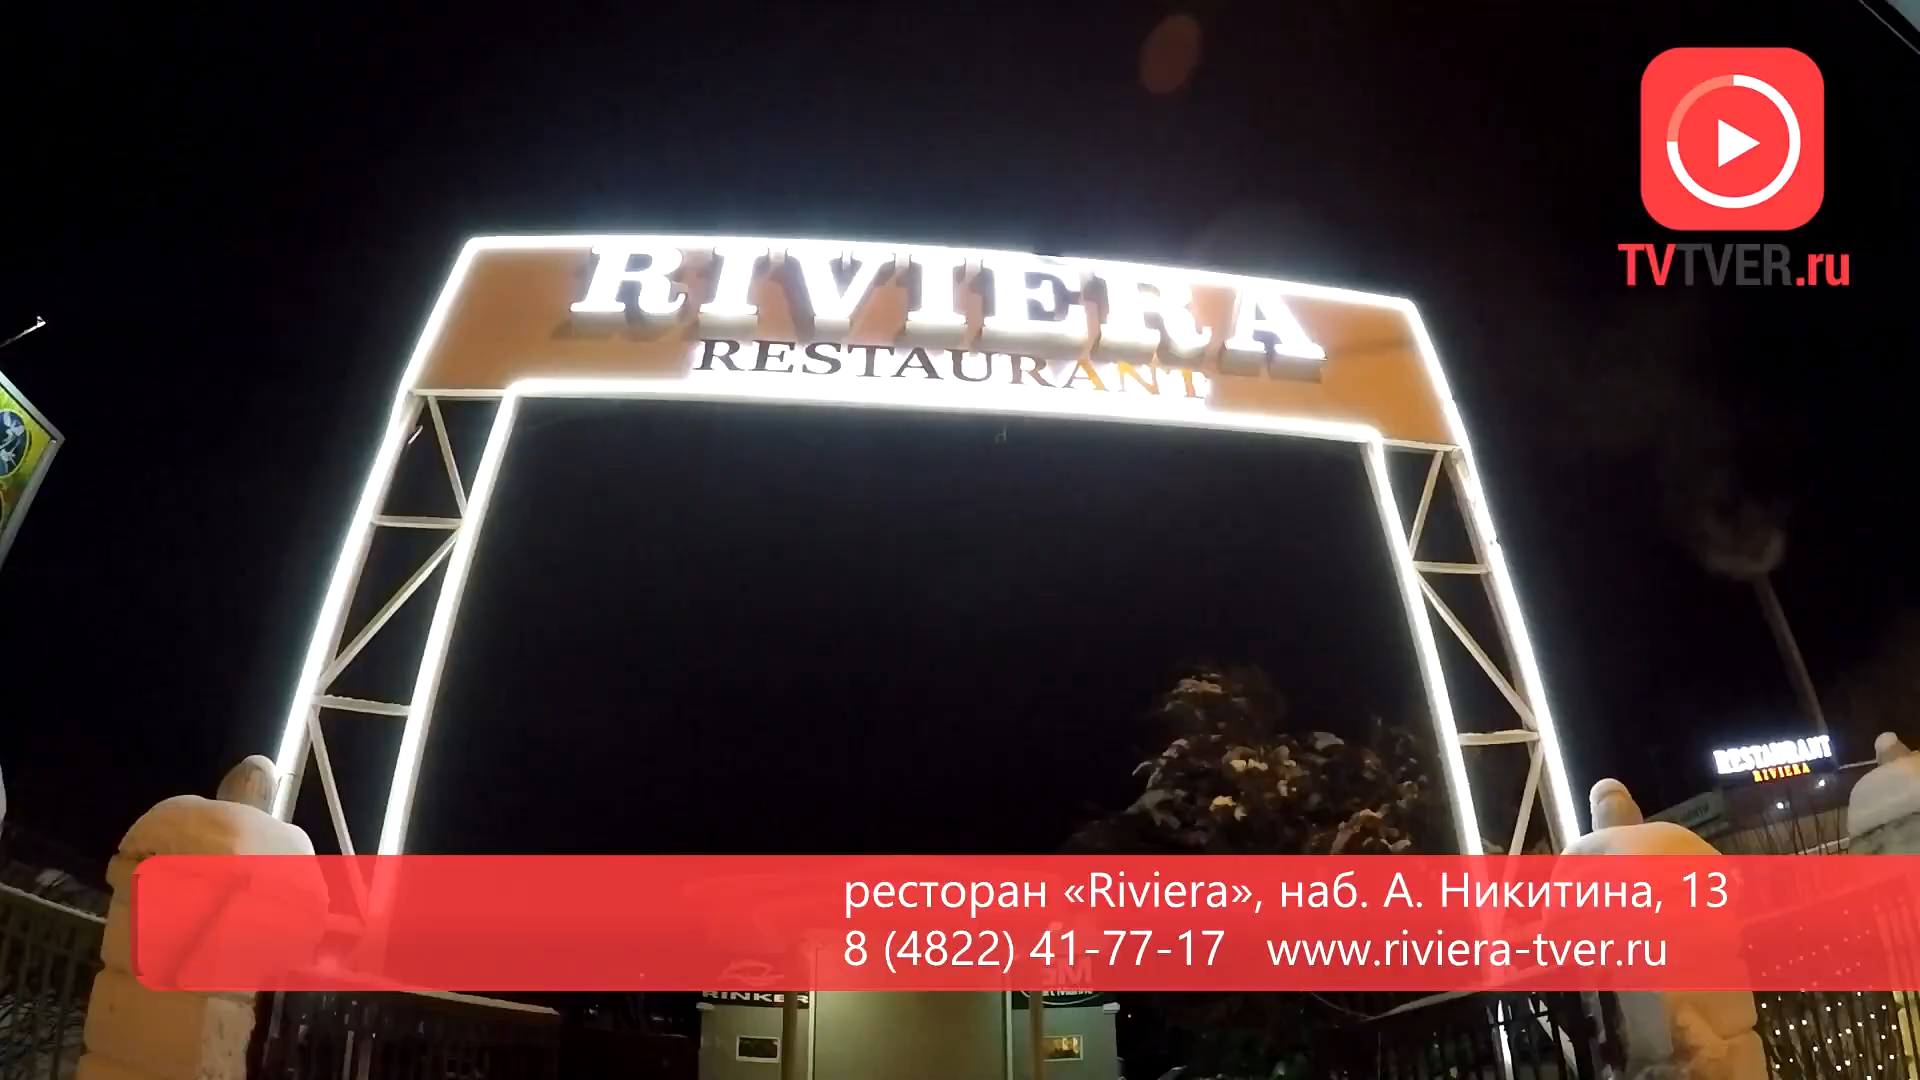 TVTVER.ru
RIVIERA
RESTAURANT
RESTAURANT
RIVIERA
ресторан «Riviera», наб. А. Никитина, 13
8 (4822) 41-77-17 www.riviera-tver.ru
RINKER